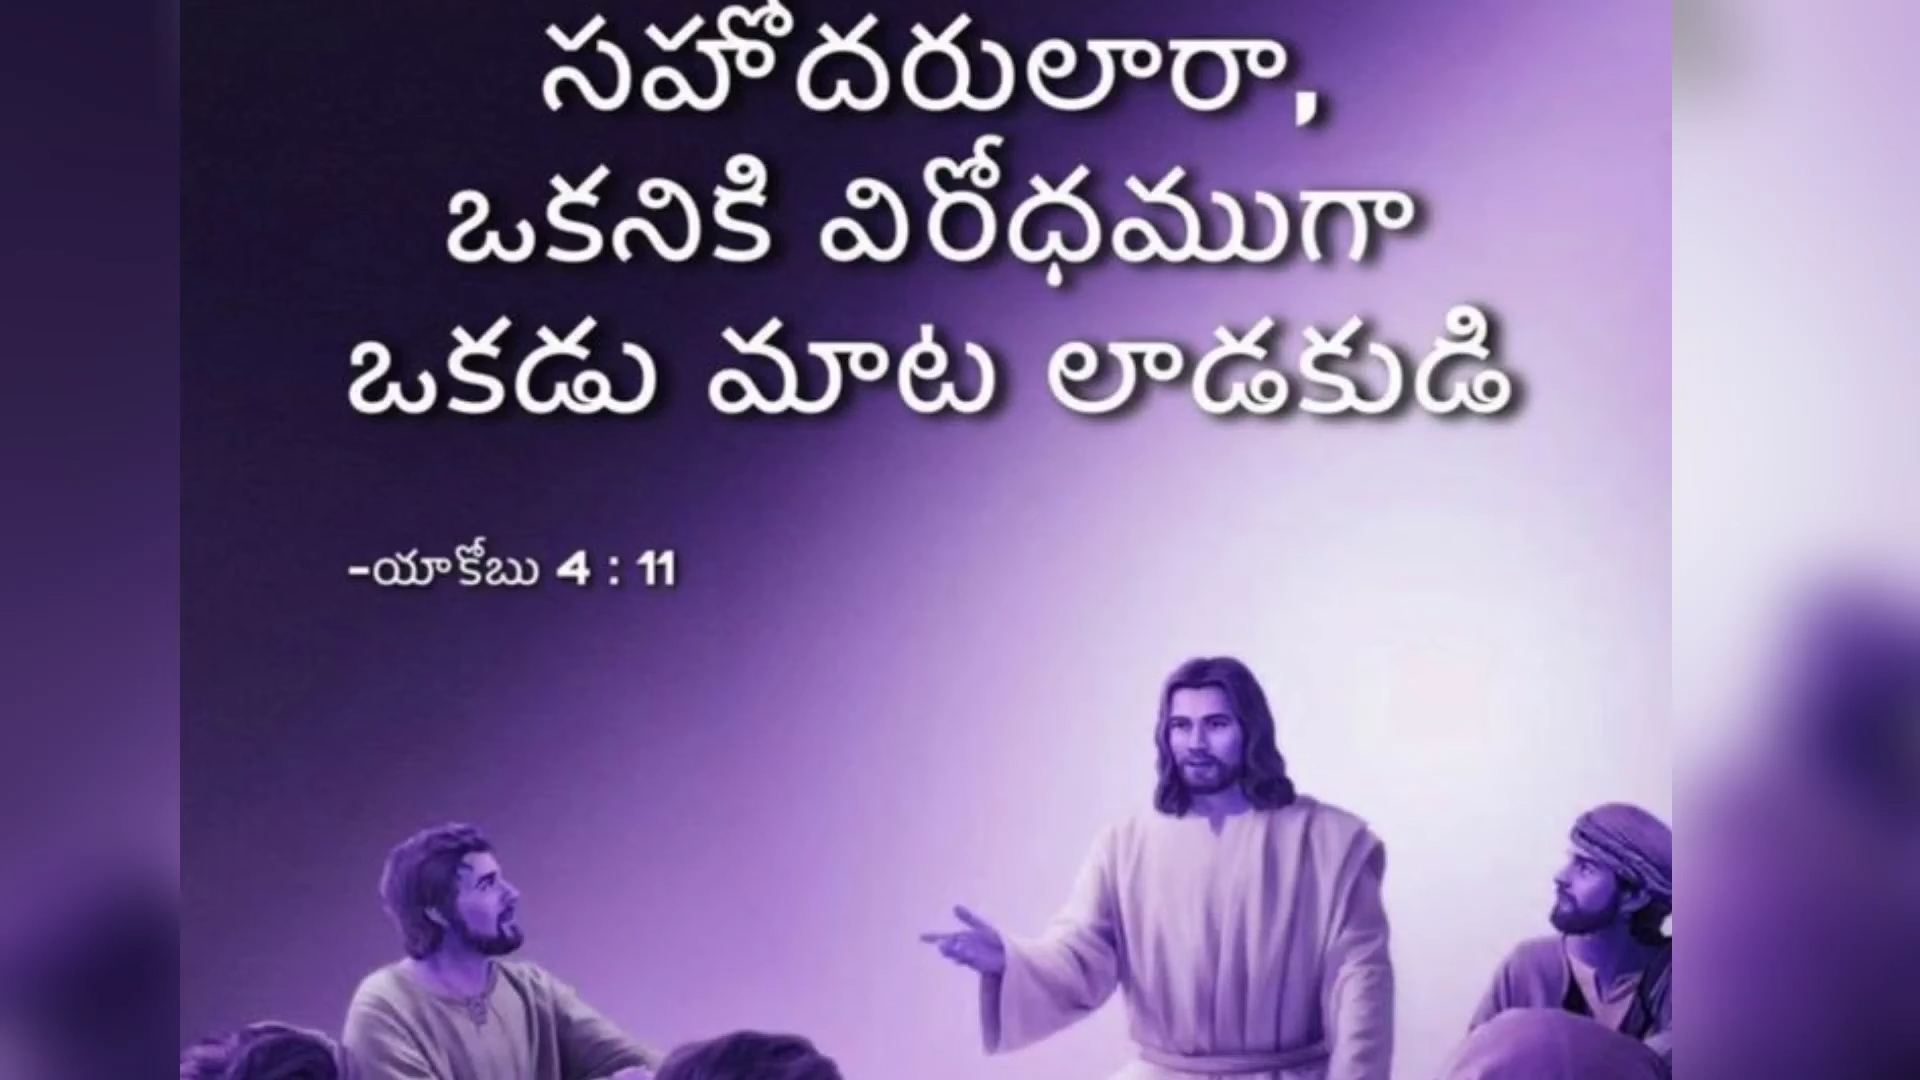 సహోదరులారా,
ఒకనికి విరోధముగా
ఒకడు మాట లాడకుడి
-యాకోబు 4 : 11